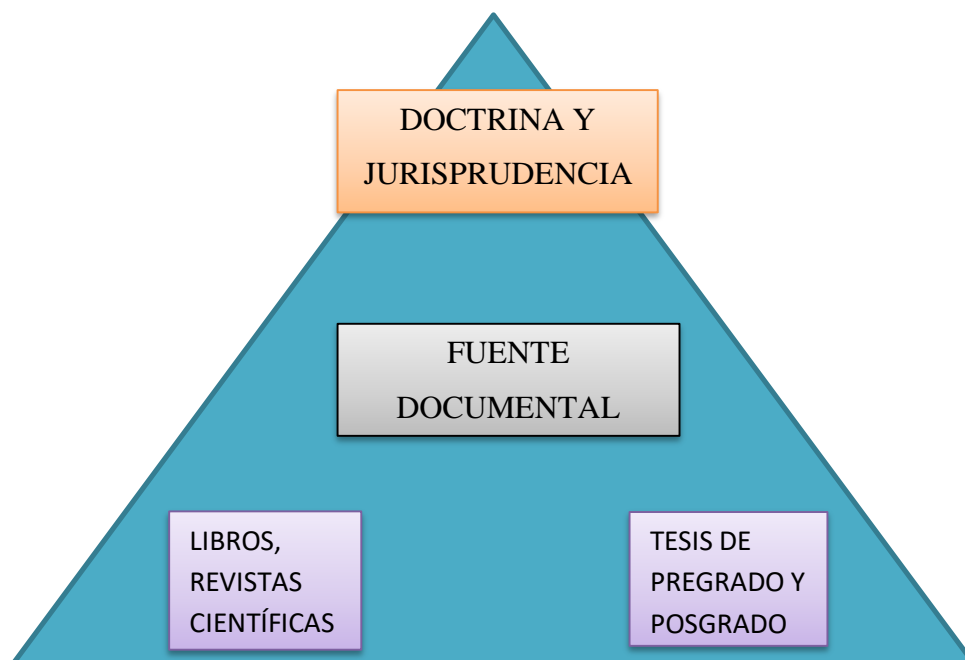 DOCTRINA Y
JURISPRUDENCIA
FUENTE
DOCUMENTAL
LIBROS,
REVISTAS
CIENTÍFICAS
TESIS DE
PREGRADO Y
POSGRADO